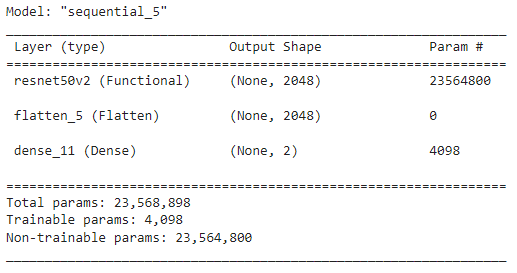 Model: "sequential_5"
_________________________________________________________________
Layer (type) Output Shape Param #
=================================================================
resnet50v2 (Functional) (None, 2048) 23564800
flatten_5 (Flatten) (None, 2048) 0
dense_11 (Dense) (None, 2) 4098
=================================================================
Total params: 23,568,898
Trainable params: 4,098
Non-trainable params: 23,564,800
_________________________________________________________________